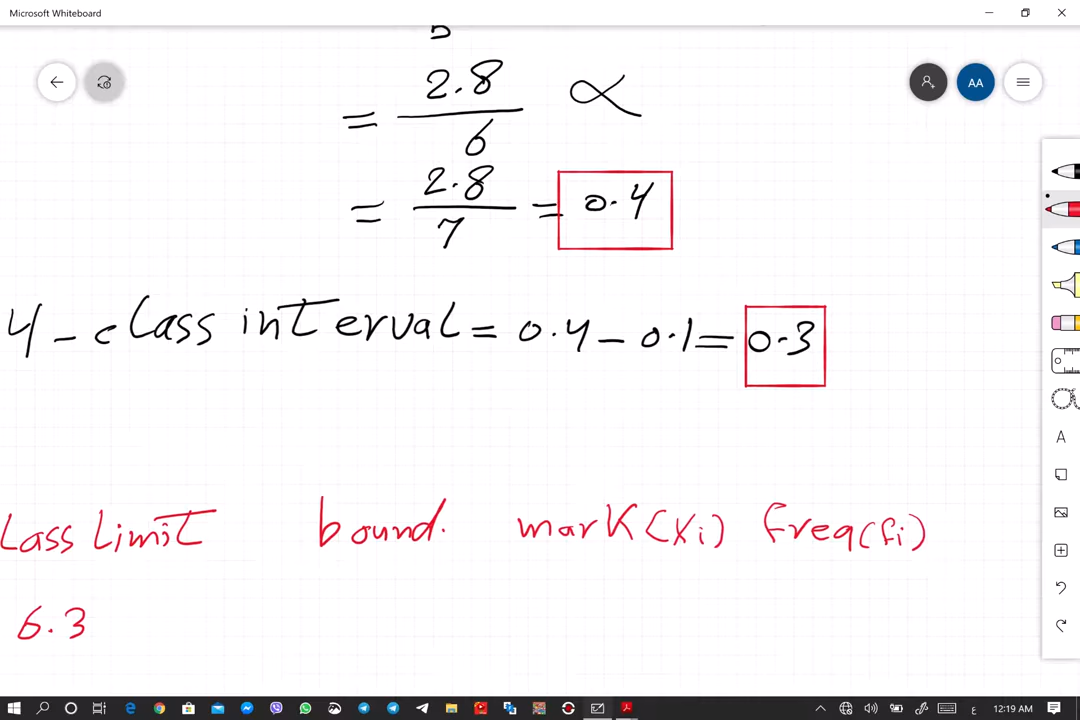 Microsoft Whiteboard
AA
= 2.8
6
∝
= 2.8
7
= 0.4
4 - class interval = 0.4 - 0.1 = 0.3
Lass Limit bound. mark(xi) freq(fi)
6.3
A
ع 12:19 AM